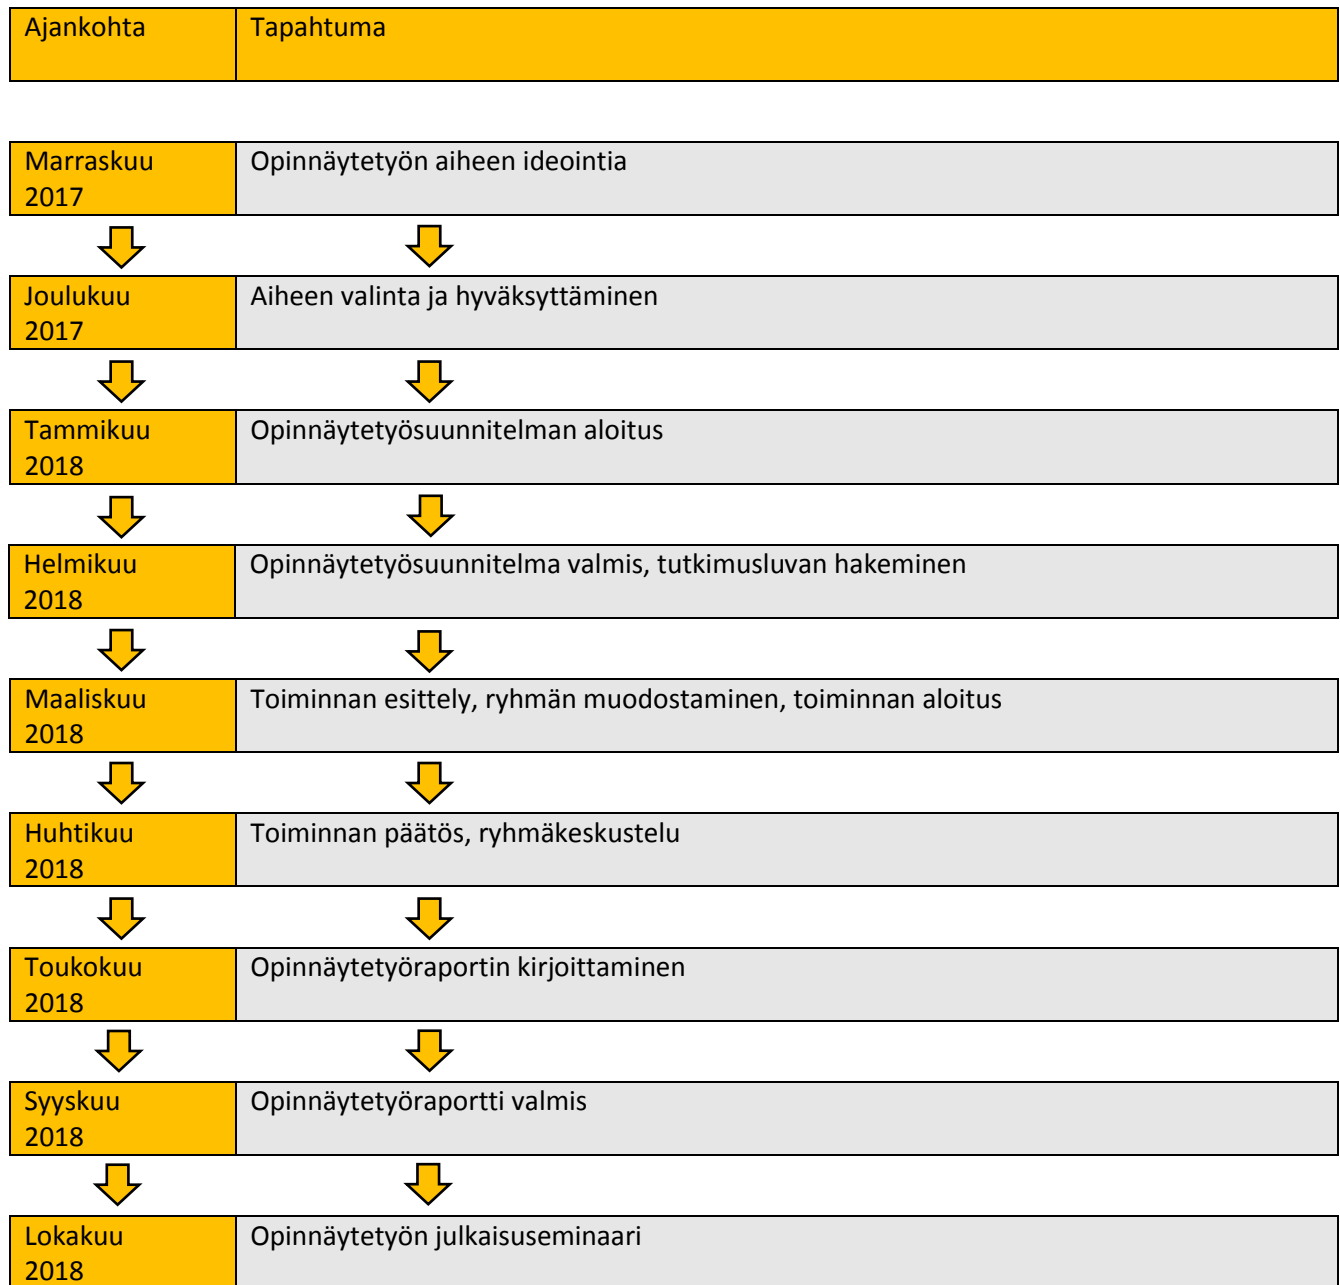 Ajankohta Tapahtuma
Marraskuu Opinnäytetyön aiheen ideointia
2017
Joulukuu Aiheen valinta ja hyväksyttäminen
2017
Tammikuu Opinnäytetyösuunnitelman aloitus
2018
Helmikuu Opinnäytetyösuunnitelma valmis, tutkimusluvan hakeminen
2018
Maaliskuu Toiminnan esittely, ryhmän muodostaminen, toiminnan aloitus
2018
Huhtikuu Toiminnan päätös, ryhmäkeskustelu
2018
Toukokuu Opinnäytetyöraportin kirjoittaminen
2018
Syyskuu Opinnäytetyöraportti valmis
2018
Lokakuu Opinnäytetyön julkaisuseminaari
2018